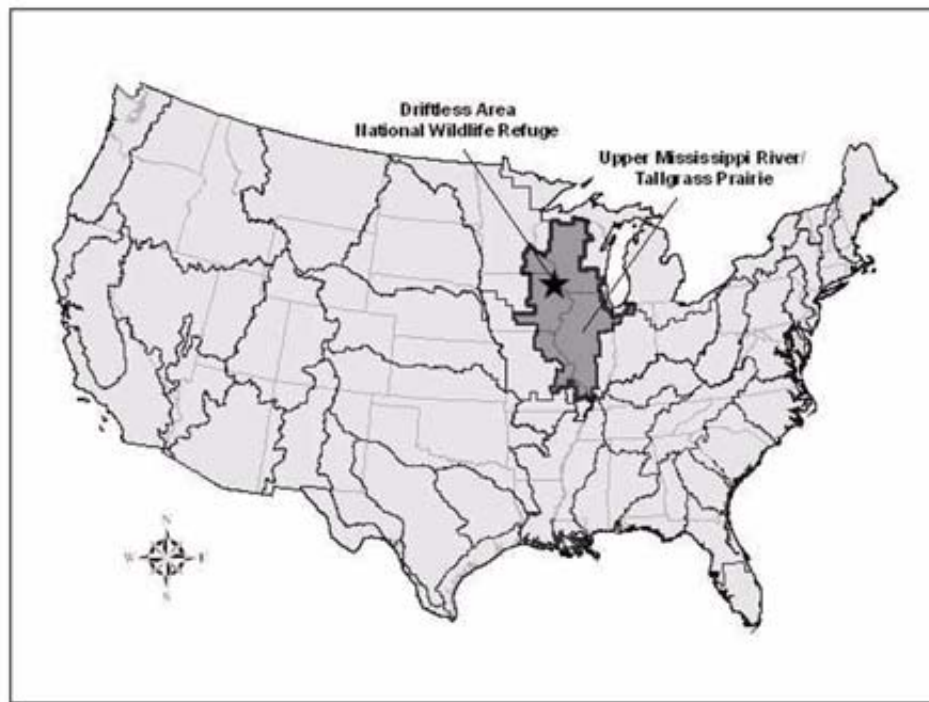 Driftless Area
National Wildlife Refuge
Upper Mississippi River/
Tallgrass Prairie
N
W E
S